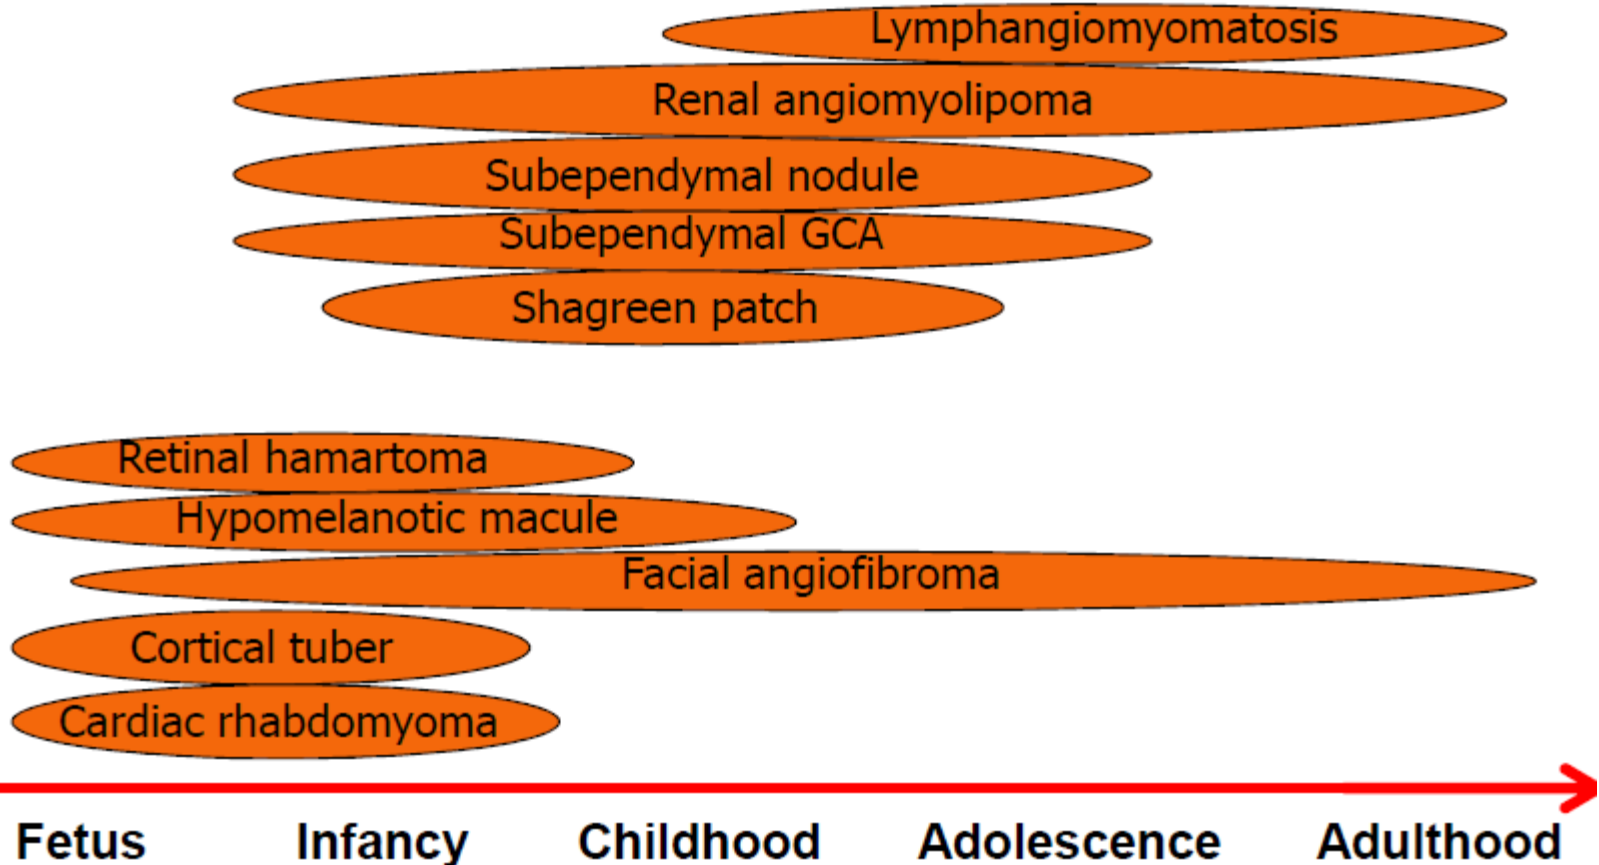 Lymphangiomyomatosis
Renal angiomyolipoma
Subependymal nodule
Subependymal GCA
Shagreen patch
Retinal hamartoma
Hypomelanotic macule
Facial angiofibroma
Cortical tuber
Cardiac rhabdomyoma
Fetus Infancy Childhood Adolescence Adulthood